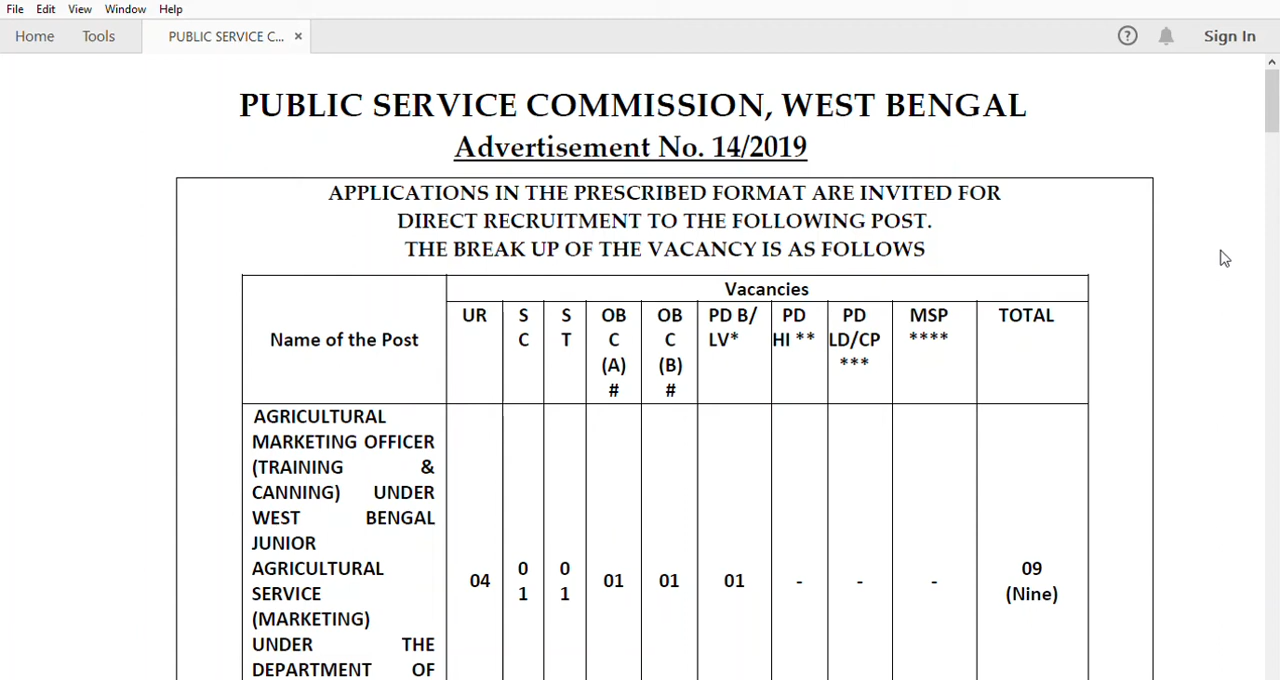 File Edit View Window Help
Home Tools PUBLIC SERVICE C... × ? Sign In
PUBLIC SERVICE COMMISSION, WEST BENGAL
Advertisement No. 14/2019
APPLICATIONS IN THE PRESCRIBED FORMAT ARE INVITED FOR
DIRECT RECRUITMENT TO THE FOLLOWING POST.
THE BREAK UP OF THE VACANCY IS AS FOLLOWS
Name of the Post
Vacancies
UR
S
C
S
T
OB
C
(A)
#
OB
C
(B)
#
PD B/
LV*
PD
HI **
PD
LD/CP
***
MSP
****
TOTAL
AGRICULTURAL
MARKETING OFFICER
(TRAINING &
CANNING) UNDER
WEST BENGAL
JUNIOR
AGRICULTURAL
SERVICE
(MARKETING)
UNDER THE
DEPARTMENT OF
04
0
1
0
1
01
01
01
-
-
-
09
(Nine)